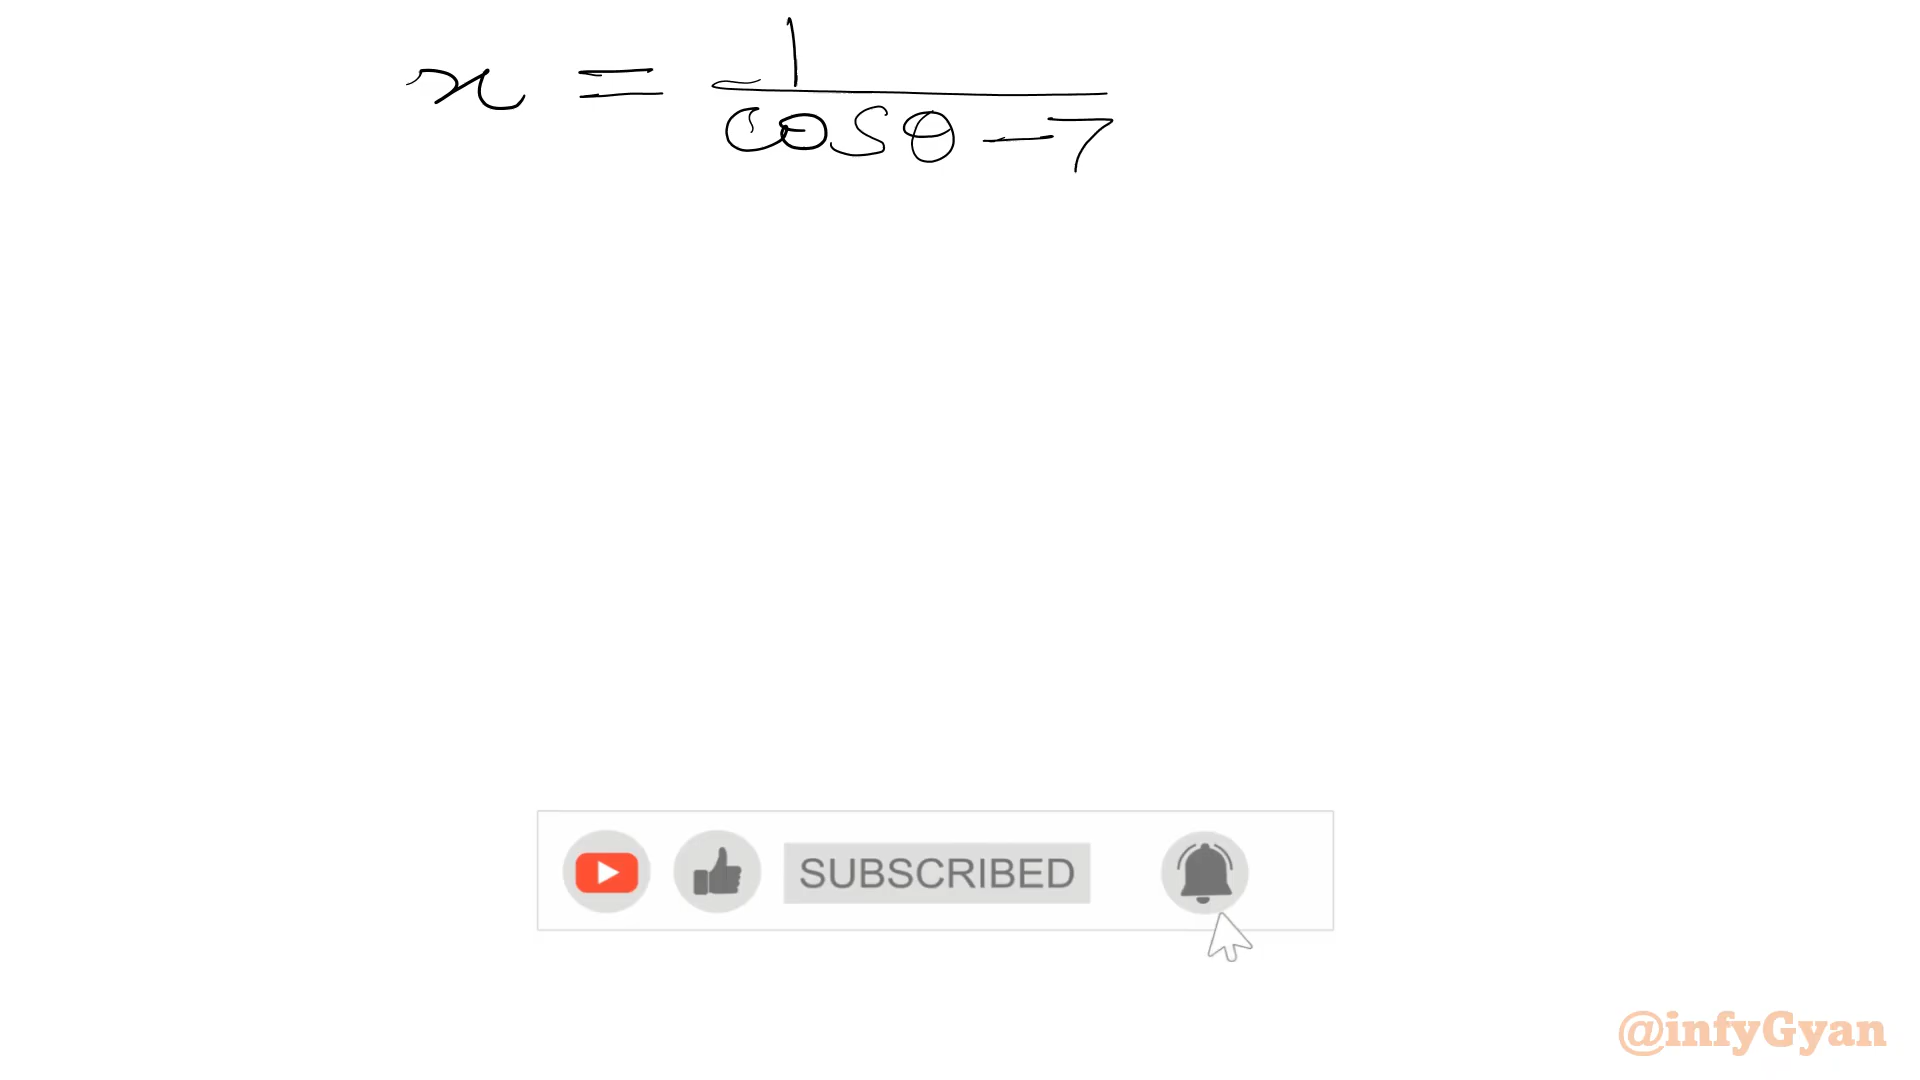 x = 1/(cosθ - 7)
SUBSCRIBED
@infyGyan